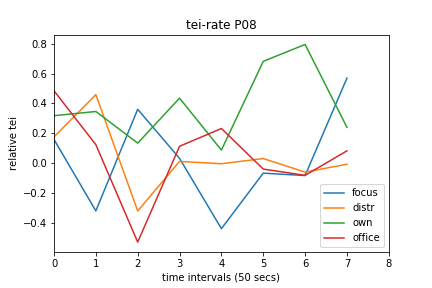 tei-rate P08
0.8
0.6
0.4
0.2
0.0
−0.2
−0.4
relative tei
0 1 2 3 4 5 6 7 8
time intervals (50 secs)
focus
distr
own
office